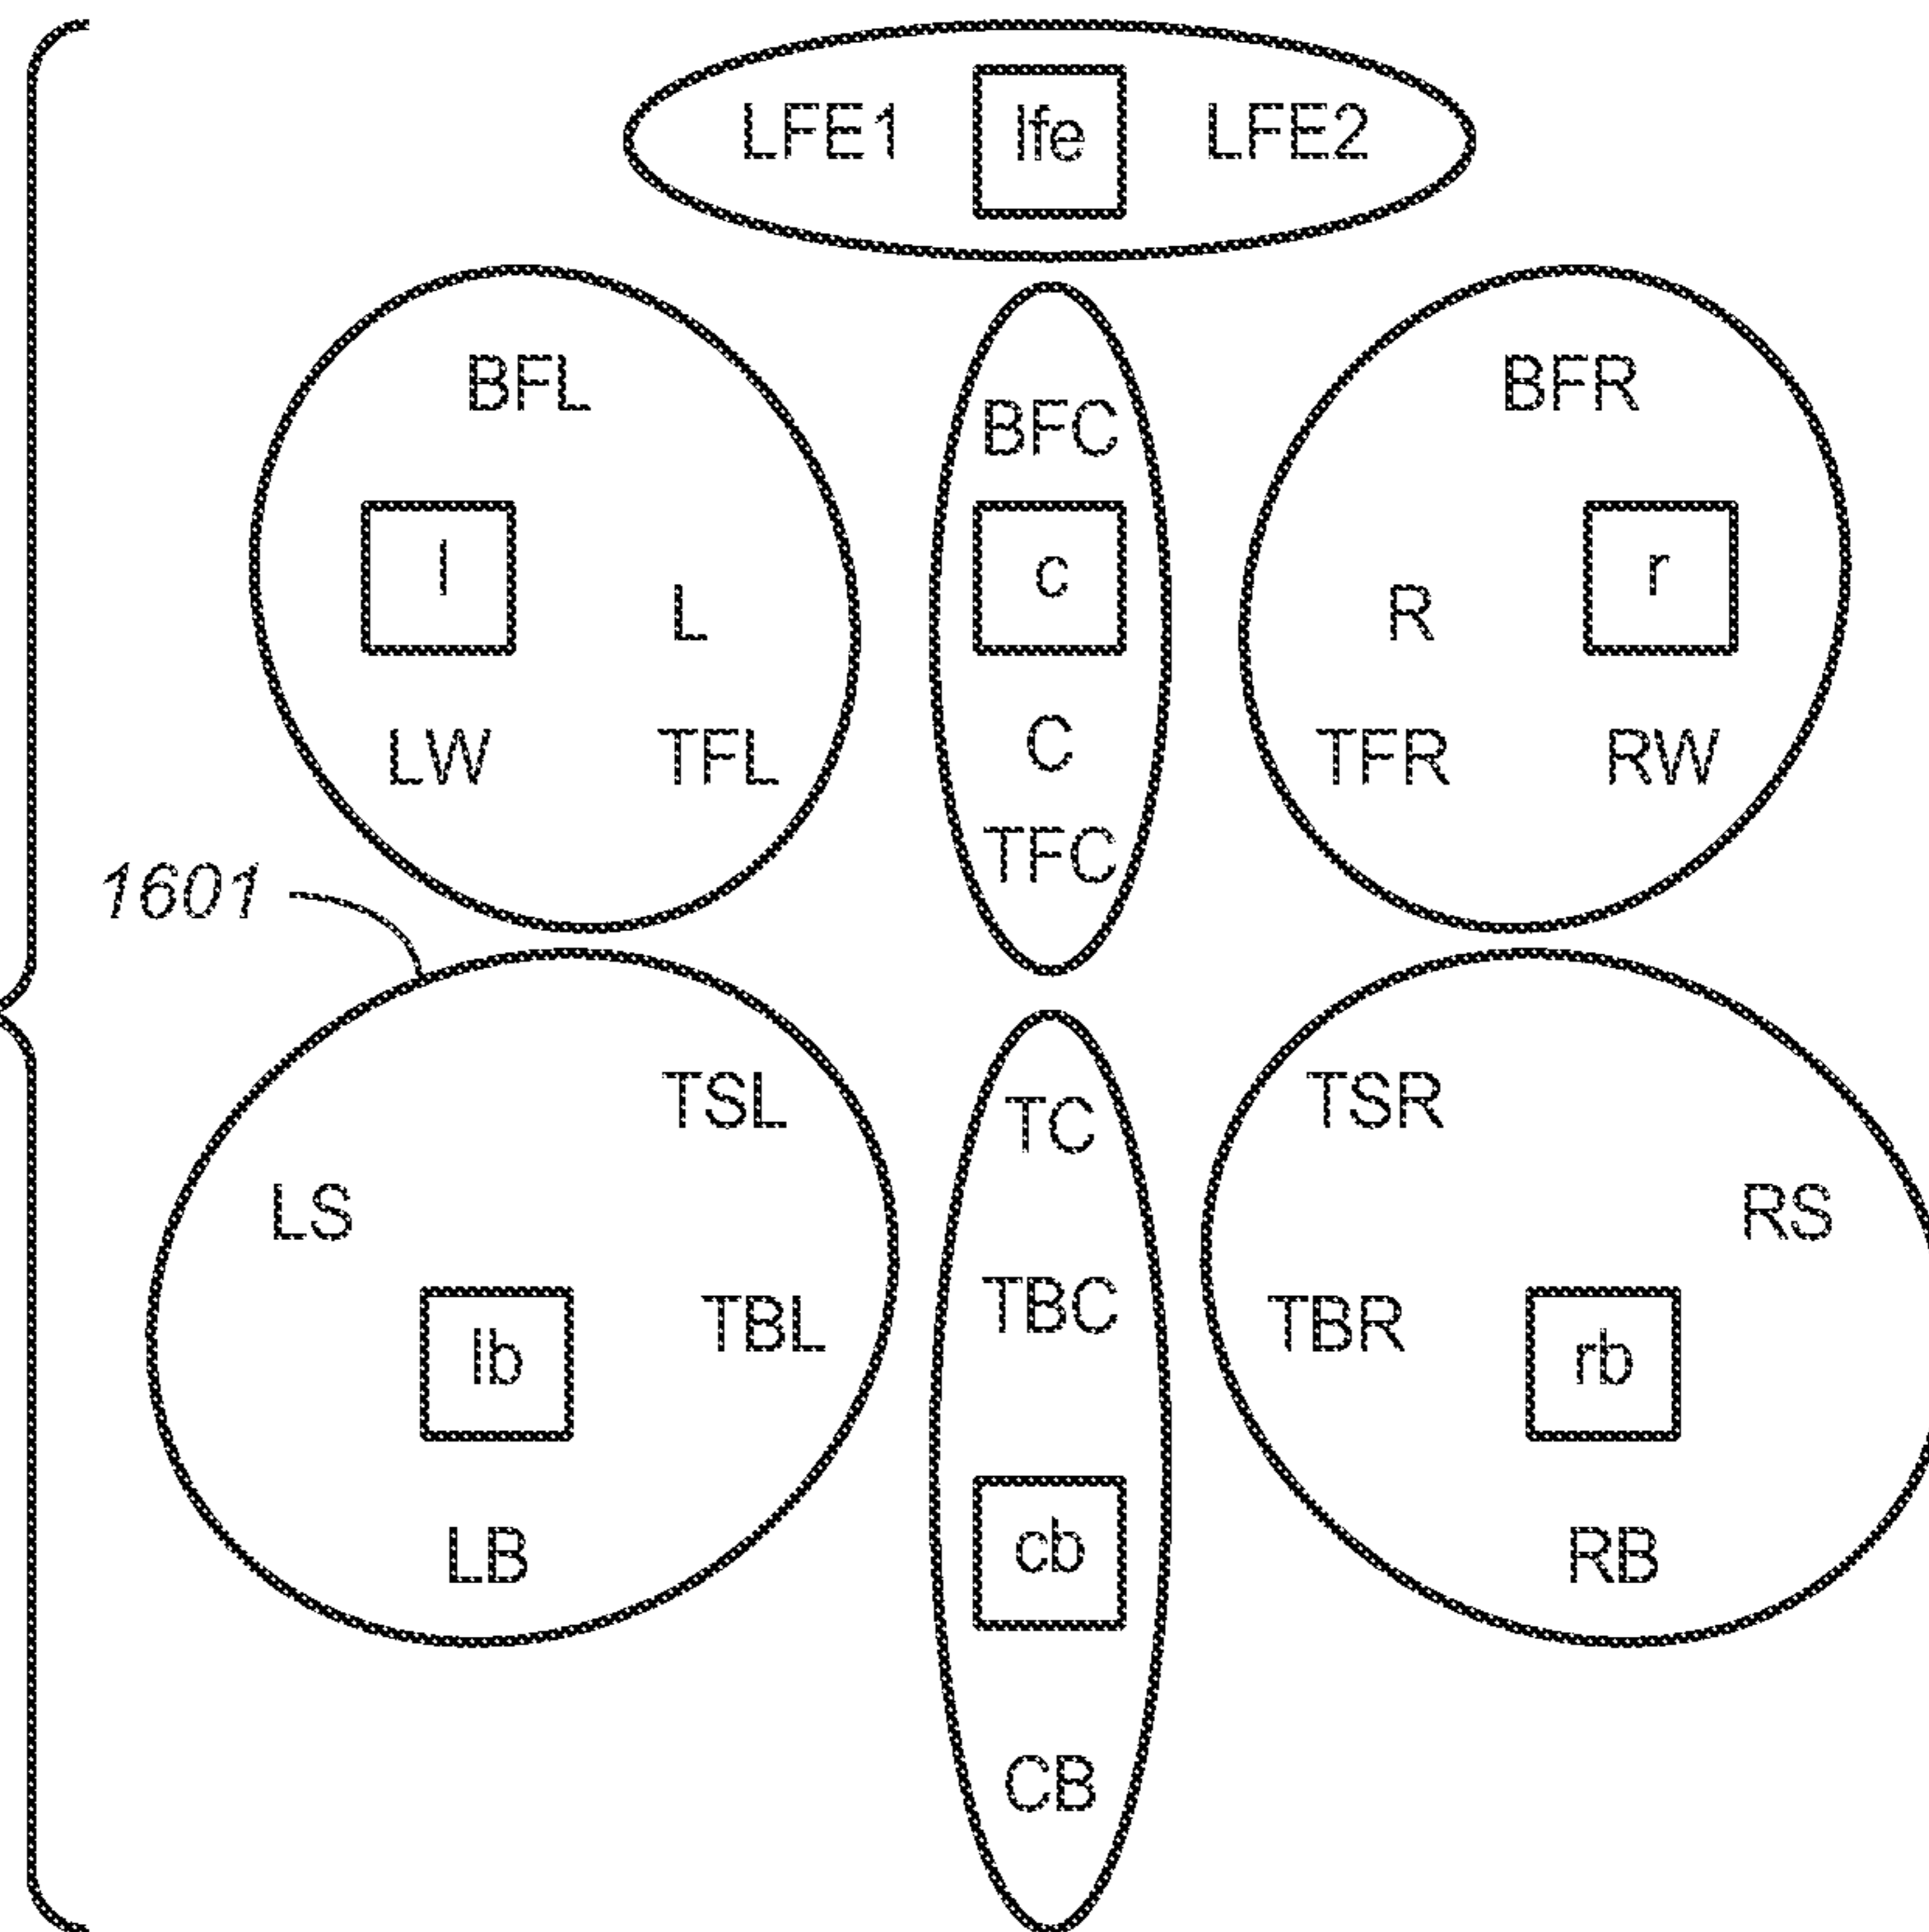 LFE1 lfe LFE2
BFL
BFC
BFR
l
c
r
L
R
LW
TFL
C
TFR
RW
TFC
1601
TSL
TC
TSR
LS
RS
TBC
TBL
TBR
lb
rb
cb
LB
RB
CB